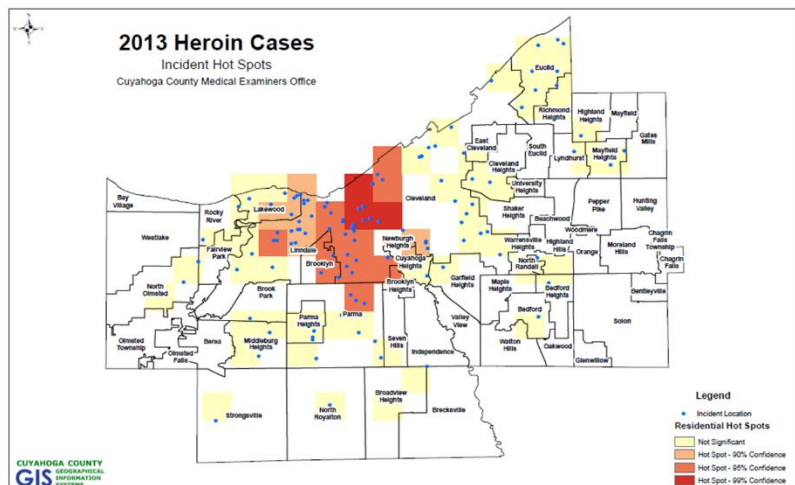 2013 Heroin Cases
Incident Hot Spots
Cuyahoga County Medical Examiners Office
Euclid
Richmond
Heights
Highland
Heights
Mayfield
Gates
Mills
East
Cleveland
South
Euclid
Lyndhurst
Mayfield
Heights
Cleveland
Heights
University
Heights
Cleveland
Bay
Village
Rocky
River
Lakewood
Shaker
Heights
Beachwood
Pepper
Pike
Hunting
Valley
Westlake
Fairview
Park
Linndale
Brooklyn
Newburgh
Heights
Cuyahoga
Heights
Warrensville
Heights
Highland
Hills
Woodmere
Orange
Moreland
Hills
Chagrin
Falls
Township
Chagrin
Falls
North
Randall
North
Olmsted
Brook
Park
Brooklyn
Heights
Garfield
Heights
Maple
Heights
Bedford
Heights
Bentleyville
Parma
Heights
Parma
Valley
View
Bedford
Solon
Olmsted
Township
Olmsted
Falls
Berea
Middleburg
Heights
Seven
Hills
Independence
Walton
Hills
Oakwood
Glenwillow
Strongsville
North
Royalton
Broadview
Heights
Brecksville
Legend
Incident Location
Residential Hot Spots
Not Significant
Hot Spot - 90% Confidence
Hot Spot - 95% Confidence
Hot Spot - 99% Confidence
CUYAHOGA COUNTY
GIS GEOGRAPHICAL
INFORMATION
SYSTEMS